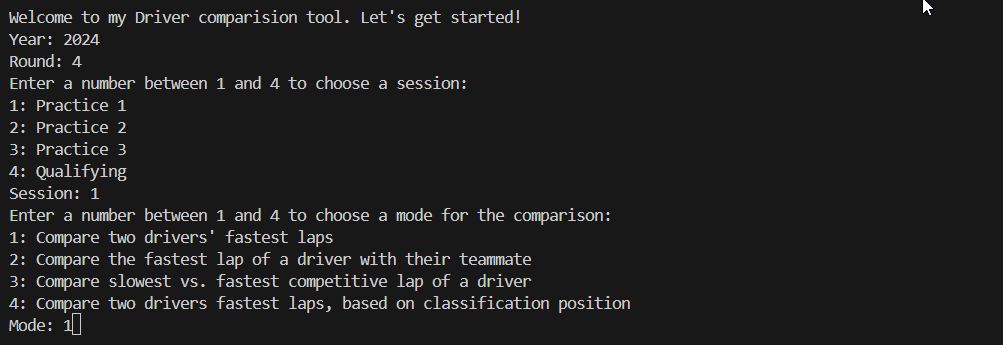 Welcome to my Driver comparision tool. Let's get started!
Year: 2024
Round: 4
Enter a number between 1 and 4 to choose a session:
1: Practice 1
2: Practice 2
3: Practice 3
4: Qualifying
Session: 1
Enter a number between 1 and 4 to choose a mode for the comparison:
1: Compare two drivers' fastest laps
2: Compare the fastest lap of a driver with their teammate
3: Compare slowest vs. fastest competitive lap of a driver
4: Compare two drivers fastest laps, based on classification position
Mode: 1